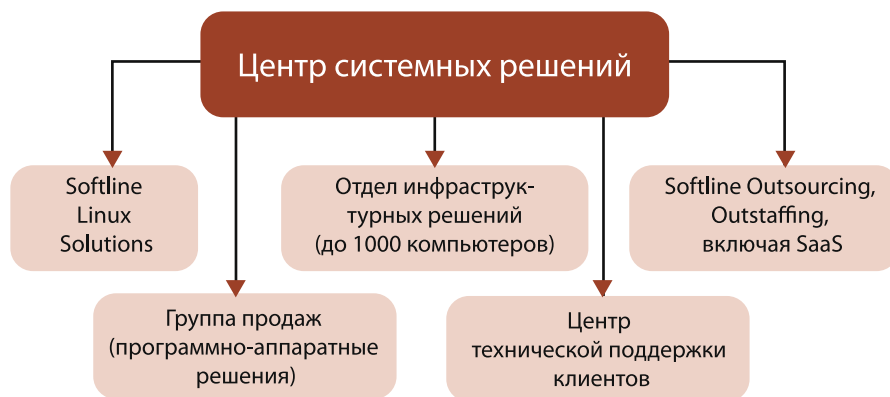 Центр системных решений
Softline
Linux
Solutions
Отдел инфраструк-
турных решений
(до 1000 компьютеров)
Softline Outsourcing,
Outstaffing,
включая SaaS
Группа продаж
(программно-аппаратные
решения)
Центр
технической поддержки
клиентов